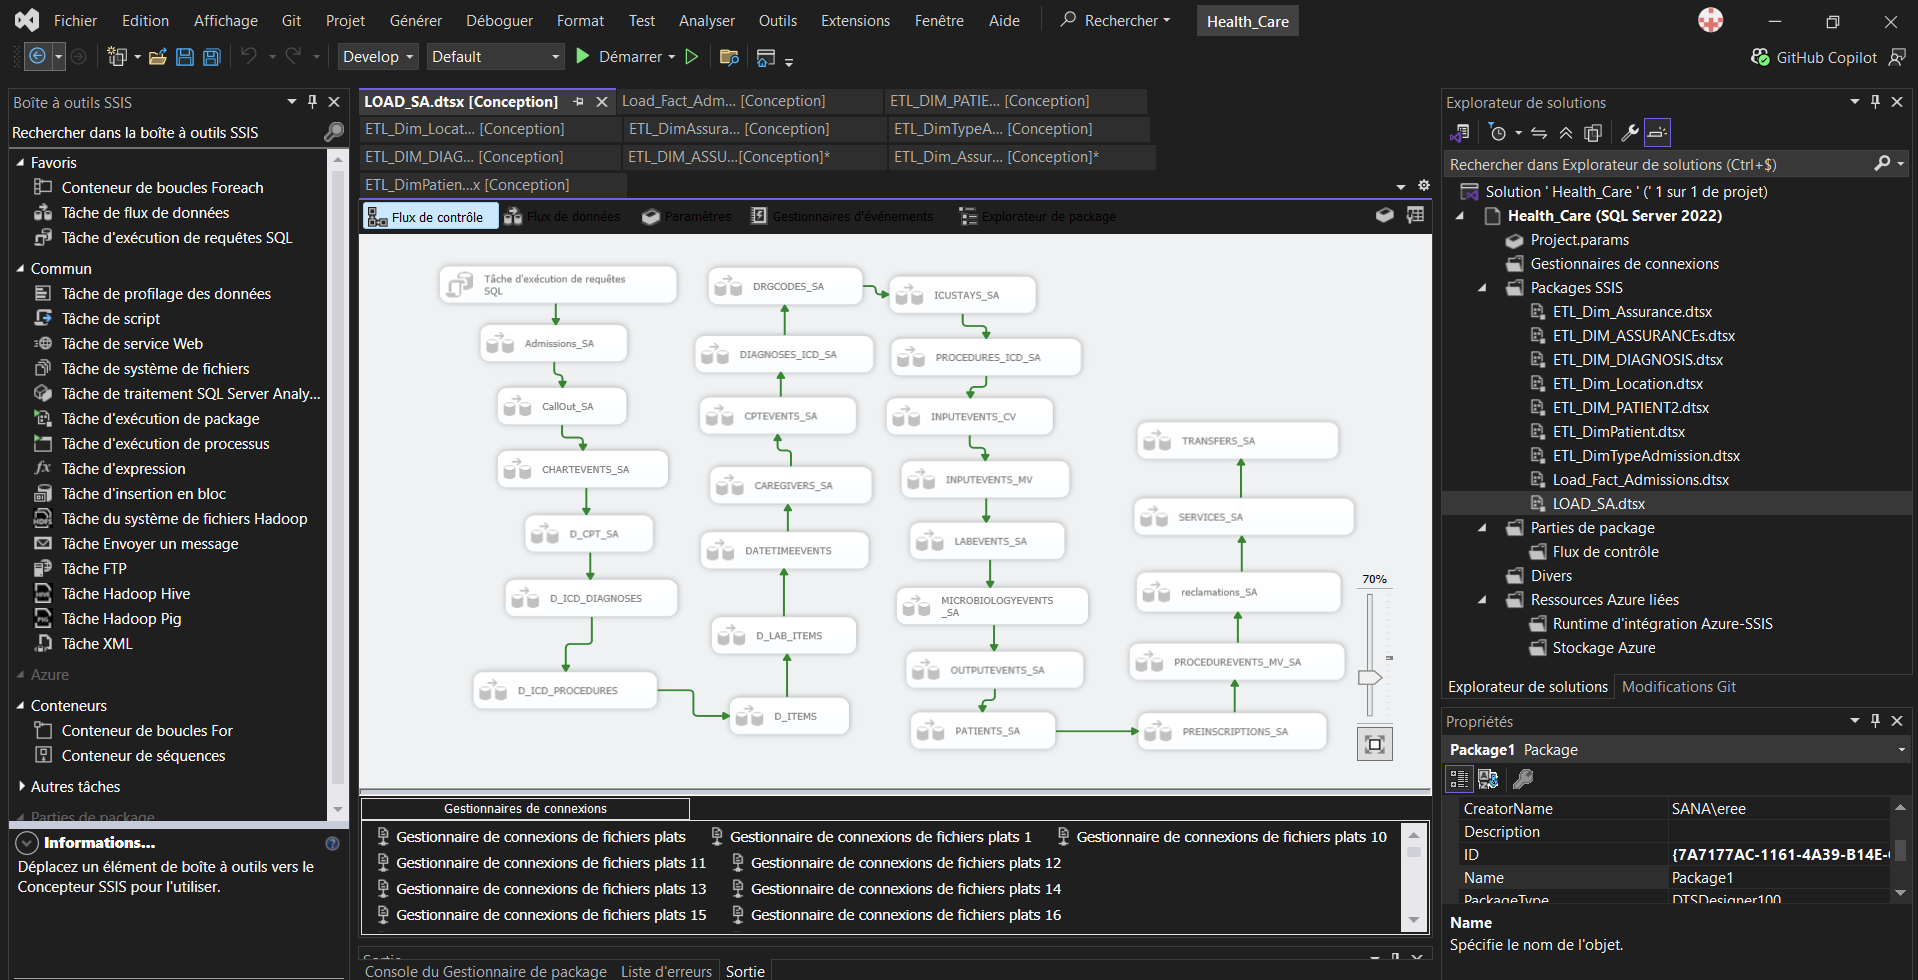 Fichier Edition Affichage Git Projet Générer Déboguer Format Test Analyser Outils Extensions Fenêtre Aide Rechercher Health_Care
Develop Default Démarrer GitHub Copilot
Boîte à outils SSIS
Rechercher dans la boîte à outils SSIS
Favoris
Conteneur de boucles Foreach
Tâche de flux de données
Tâche d'exécution de requêtes SQL
Commun
Tâche de profilage des données
Tâche de script
Tâche de service Web
Tâche de système de fichiers
Tâche de traitement SQL Server Analy...
Tâche d'exécution de package
Tâche d'exécution de processus
Tâche d'expression
Tâche d'insertion en bloc
Tâche du système de fichiers Hadoop
Tâche Envoyer un message
Tâche FTP
Tâche Hadoop Hive
Tâche Hadoop Pig
Tâche XML
Azure
Conteneurs
Conteneur de boucles For
Conteneur de séquences
Autres tâches
Parties de package
Informations...
Déplacez un élément de boîte à outils vers le
Concepteur SSIS pour l'utiliser.
LOAD_SA.dtsx [Conception] Load_Fact_Adm... [Conception] ETL_DIM_PATIE... [Conception]
ETL_Dim_Locat... [Conception] ETL_DimAssura... [Conception] ETL_DimTypeA... [Conception]
ETL_DIM_DIAG... [Conception] ETL_DIM_ASSU...[Conception]* ETL_Dim_Assur... [Conception]*
ETL_DimPatien...x [Conception]
Flux de contrôle Flux de données Paramètres Gestionnaires d'événements Explorateur de package
Tâche d'exécution de requêtes
SQL
Admissions_SA
CallOut_SA
CHARTEVENTS_SA
D_CPT_SA
D_ICD_DIAGNOSES
D_ICD_PROCEDURES
D_ITEMS
D_LAB_ITEMS
DATETIMEEVENTS
CAREGIVERS_SA
CPTEVENTS_SA
DIAGNOSES_ICD_SA
DRGCODES_SA
ICUSTAYS_SA
PROCEDURES_ICD_SA
INPUTEVENTS_CV
INPUTEVENTS_MV
LABEVENTS_SA
MICROBIOLOGYEVENTS
_SA
OUTPUTEVENTS_SA
PATIENTS_SA
PREINSCRIPTIONS_SA
PROCEDUREVENTS_MV_SA
reclamations_SA
SERVICES_SA
TRANSFERS_SA
70%
Gestionnaires de connexions
Gestionnaire de connexions de fichiers plats Gestionnaire de connexions de fichiers plats 1 Gestionnaire de connexions de fichiers plats 10
Gestionnaire de connexions de fichiers plats 11 Gestionnaire de connexions de fichiers plats 12
Gestionnaire de connexions de fichiers plats 13 Gestionnaire de connexions de fichiers plats 14
Gestionnaire de connexions de fichiers plats 15 Gestionnaire de connexions de fichiers plats 16
Sortie
Console du Gestionnaire de package Liste d'erreurs Sortie
Explorateur de solutions
Rechercher dans Explorateur de solutions (Ctrl+$)
Solution ' Health_Care ' (' 1 sur 1 de projet)
Health_Care (SQL Server 2022)
Project.params
Gestionnaires de connexions
Packages SSIS
ETL_Dim_Assurance.dtsx
ETL_DIM_ASSURANCEs.dtsx
ETL_DIM_DIAGNOSIS.dtsx
ETL_Dim_Location.dtsx
ETL_DIM_PATIENT2.dtsx
ETL_DimPatient.dtsx
ETL_DimTypeAdmission.dtsx
Load_Fact_Admissions.dtsx
LOAD_SA.dtsx
Parties de package
Flux de contrôle
Divers
Ressources Azure liées
Runtime d'intégration Azure-SSIS
Stockage Azure
Explorateur de solutions Modifications Git
Propriétés
Package1 Package
CreatorName SANA\eree
Description
ID {7A7177AC-1161-4A39-B14E-
Name Package1
PackageType DTSDesigner100
Name
Spécifie le nom de l'objet.